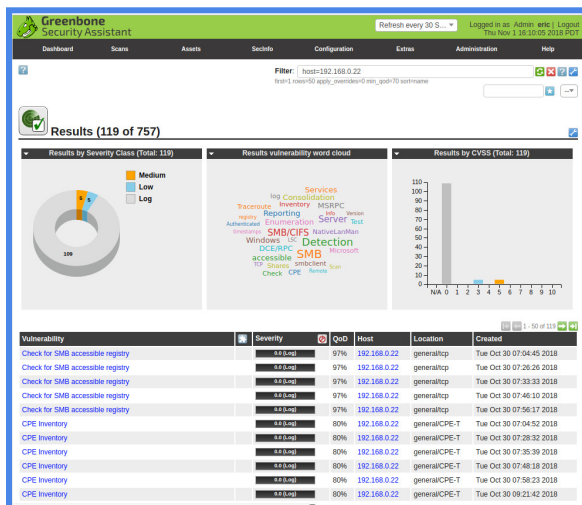 Greenbone
Security Assistant
Refresh every 30 S...
Logged in as Admin eric | Logout
Thu Nov 1 16:10:05 2018 PDT
Dashboard Scans Assets SecInfo Configuration Extras Administration Help
Filter: host=192.168.0.22
first=1 rows=50 apply_overrides=0 min_qod=70 sort=name
--
Results (119 of 757)
Results by Severity Class (Total: 119)
5 5
109
Medium
Low
Log
Results vulnerability word cloud
Services
log Consolidation
Traceroute Inventory MSRPC
registry Reporting Info Version
Authenticated Enumeration Server Test
timestamps SMB/CIFS NativeLanMan
Windows LSC Detection
DCE/RPC SMB Microsoft
accessible
TCP Shares smbclient Scan
Check CPE Remote
Results by CVSS (Total: 119)
110
100
90
80
70
60
50
40
30
20
10
0
N/A 0 1 2 3 4 5 6 7 8 9 10
1 - 50 of 119
Vulnerability Severity QoD Host Location Created
Check for SMB accessible registry 0.0 (Log) 97% 192.168.0.22 general/tcp Tue Oct 30 07:04:45 2018
Check for SMB accessible registry 0.0 (Log) 97% 192.168.0.22 general/tcp Tue Oct 30 07:26:26 2018
Check for SMB accessible registry 0.0 (Log) 97% 192.168.0.22 general/tcp Tue Oct 30 07:33:33 2018
Check for SMB accessible registry 0.0 (Log) 97% 192.168.0.22 general/tcp Tue Oct 30 07:46:10 2018
Check for SMB accessible registry 0.0 (Log) 97% 192.168.0.22 general/tcp Tue Oct 30 07:56:17 2018
CPE Inventory 0.0 (Log) 80% 192.168.0.22 general/CPE-T Tue Oct 30 07:04:52 2018
CPE Inventory 0.0 (Log) 80% 192.168.0.22 general/CPE-T Tue Oct 30 07:28:32 2018
CPE Inventory 0.0 (Log) 80% 192.168.0.22 general/CPE-T Tue Oct 30 07:35:39 2018
CPE Inventory 0.0 (Log) 80% 192.168.0.22 general/CPE-T Tue Oct 30 07:48:18 2018
CPE Inventory 0.0 (Log) 80% 192.168.0.22 general/CPE-T Tue Oct 30 07:58:23 2018
CPE Inventory 0.0 (Log) 80% 192.168.0.22 general/CPE-T Tue Oct 30 09:21:42 2018